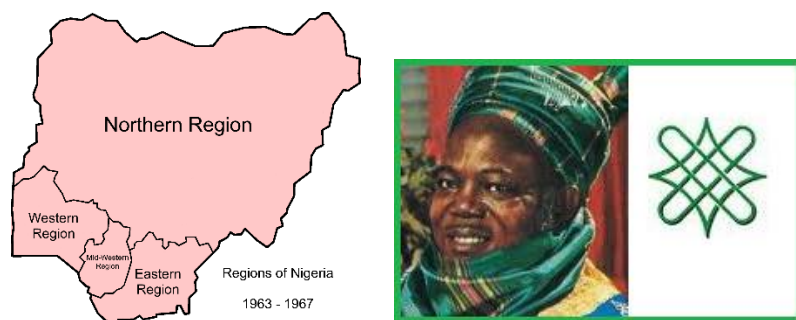 Northern Region
Western
Region
Mid-Western
Region
Eastern
Region
Regions of Nigeria
1963 - 1967